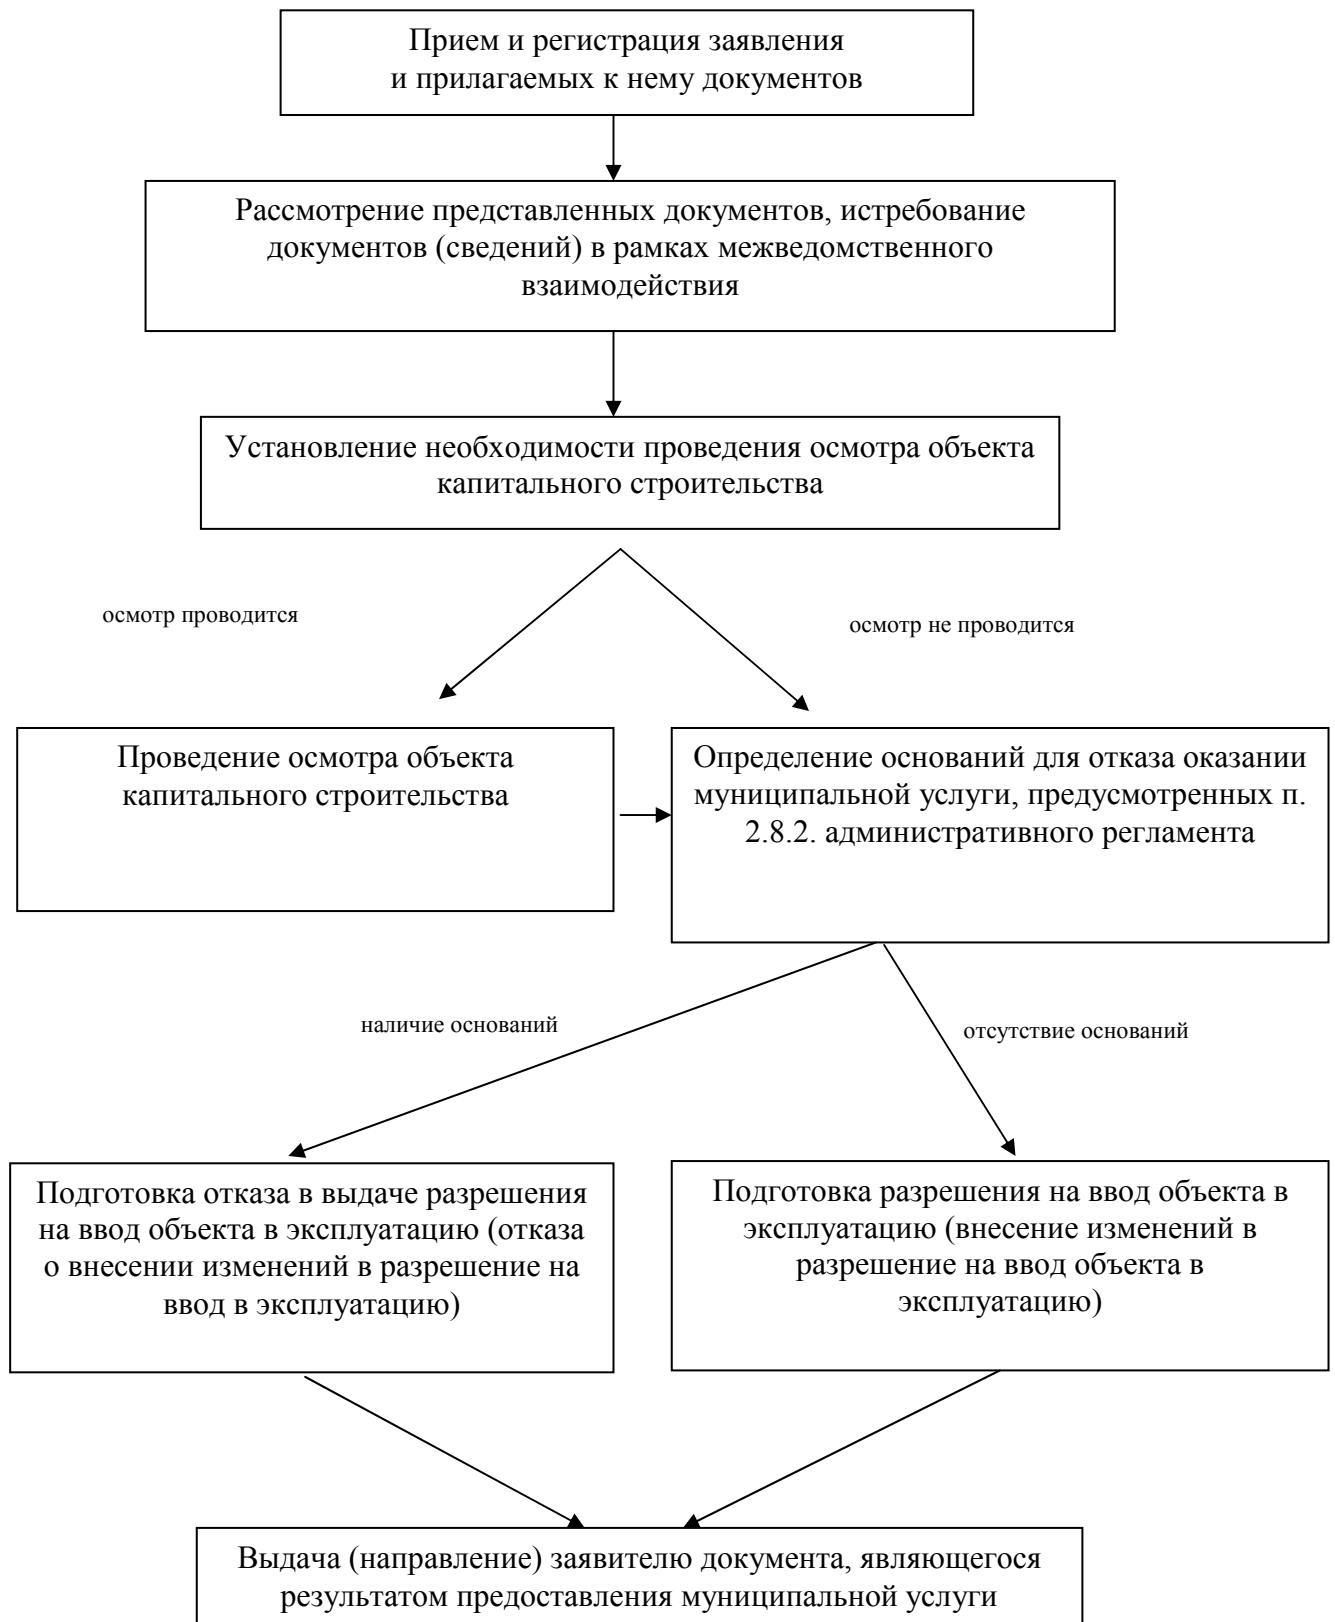 Прием и регистрация заявления
и прилагаемых к нему документов
Рассмотрение представленных документов, истребование
документов (сведений) в рамках межведомственного
взаимодействия
Установление необходимости проведения осмотра объекта
капитального строительства
осмотр проводится
осмотр не проводится
Проведение осмотра объекта
капитального строительства
Определение оснований для отказа оказании
муниципальной услуги, предусмотренных п.
2.8.2. административного регламента
наличие оснований
отсутствие оснований
Подготовка отказа в выдаче разрешения
на ввод объекта в эксплуатацию (отказа
о внесении изменений в разрешение на
ввод в эксплуатацию)
Подготовка разрешения на ввод объекта в
эксплуатацию (внесение изменений в
разрешение на ввод объекта в
эксплуатацию)
Выдача (направление) заявителю документа, являющегося
результатом предоставления муниципальной услуги